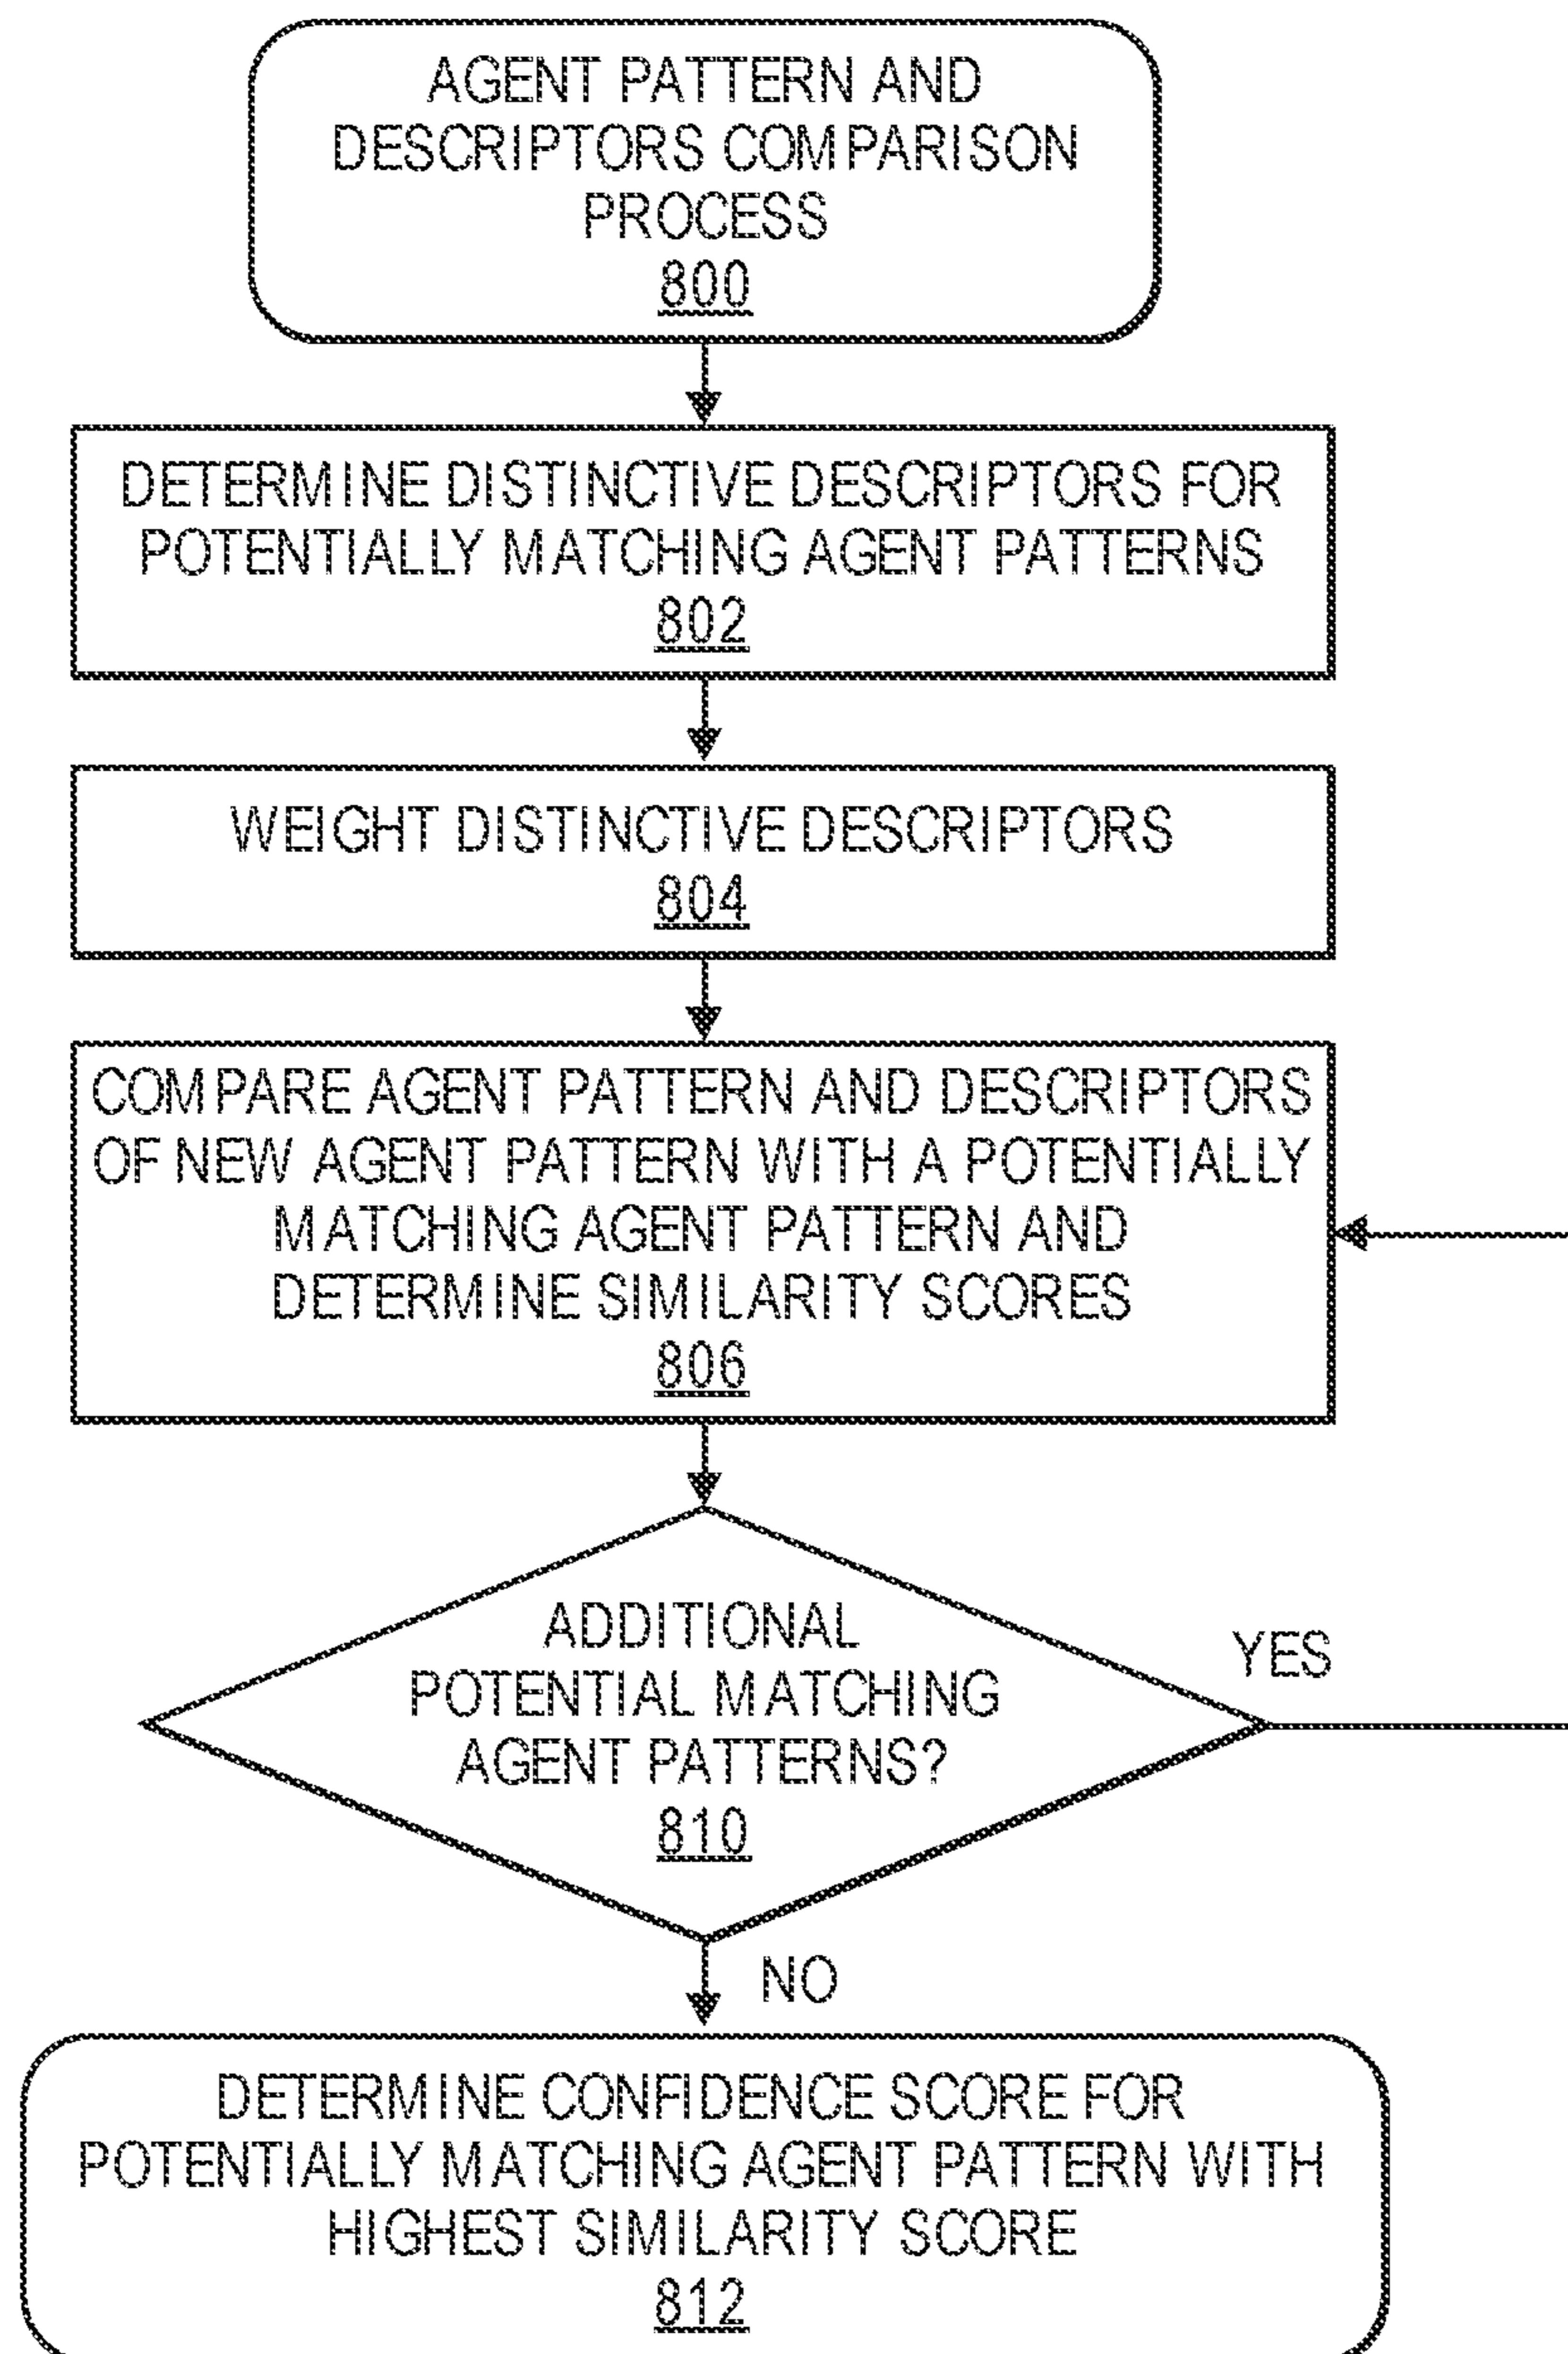 AGENT PATTERN AND
DESCRIPTORS COMPARISON
PROCESS
800
DETERMINE DISTINCTIVE DESCRIPTORS FOR
POTENTIALLY MATCHING AGENT PATTERNS
802
WEIGHT DISTINCTIVE DESCRIPTORS
804
COMPARE AGENT PATTERN AND DESCRIPTORS
OF NEW AGENT PATTERN WITH A POTENTIALLY
MATCHING AGENT PATTERN AND
DETERMINE SIMILARITY SCORES
806
ADDITIONAL
POTENTIAL MATCHING
AGENT PATTERNS?
810
YES
NO
DETERMINE CONFIDENCE SCORE FOR
POTENTIALLY MATCHING AGENT PATTERN WITH
HIGHEST SIMILARITY SCORE
812